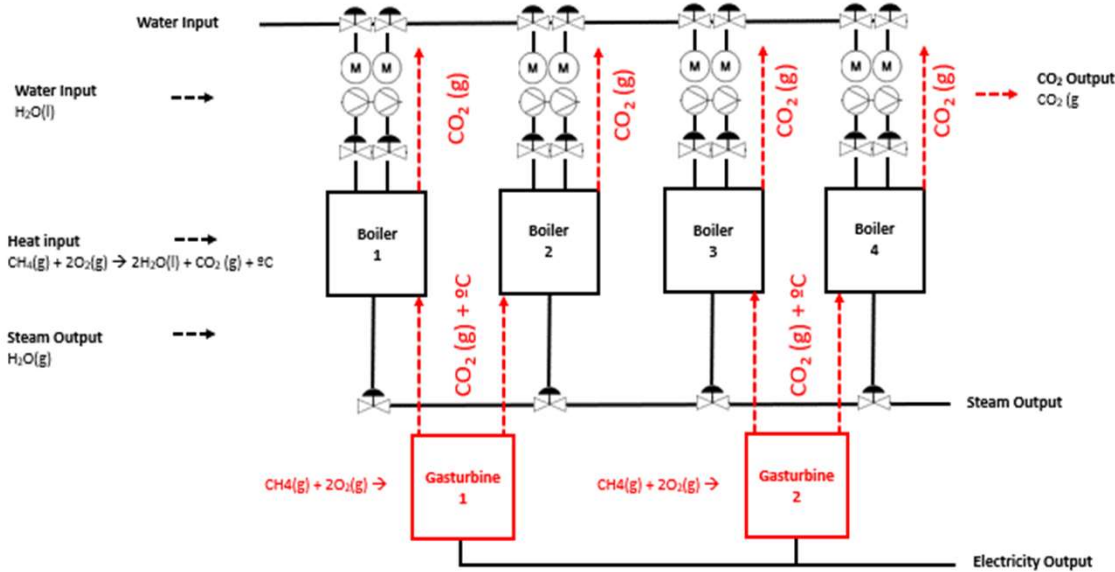 Water Input
M M M M M M M M
Water Input
H₂O(l)
CO₂ (g)
CO₂ (g)
CO₂ (g)
CO₂ (g)
CO₂ Output
CO₂ (g
Boiler
1
Boiler
2
Boiler
3
Boiler
4
Heat input
CH₄(g) + 2O₂(g) → 2H₂O(l) + CO₂ (g) + ºC
Steam Output
H₂O(g)
CO₂ (g) + ºC
CO₂ (g) + ºC
Steam Output
CH4(g) + 2O₂(g) →
Gasturbine
1
CH4(g) + 2O₂(g) →
Gasturbine
2
Electricity Output